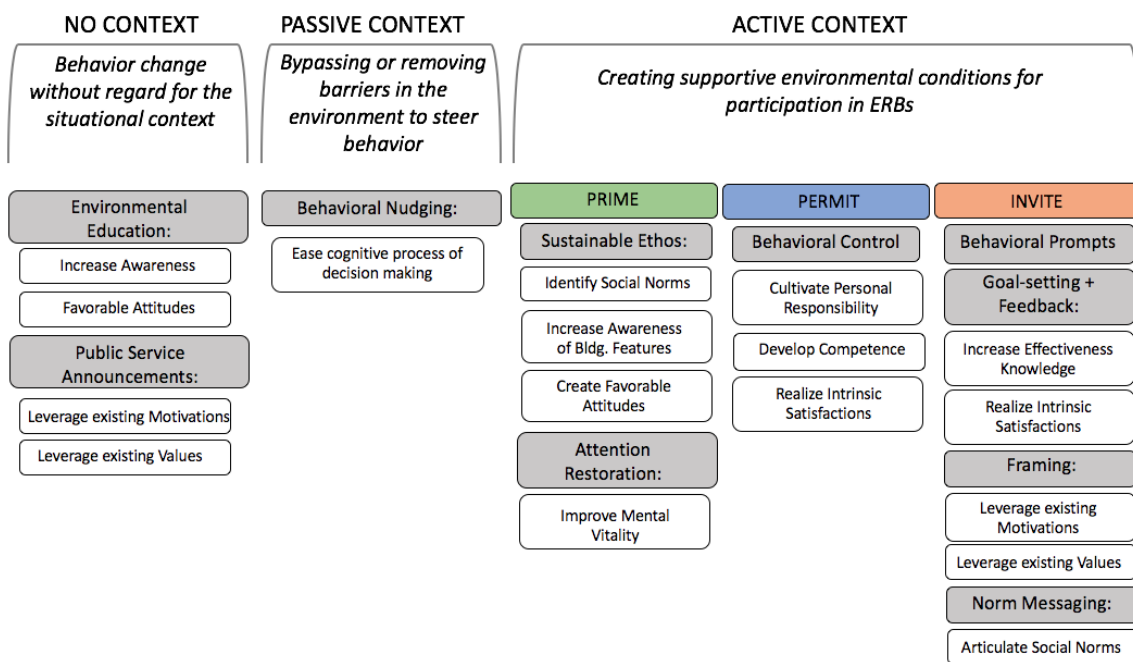 NO CONTEXT
Behavior change
without regard for the
situational context
Environmental
Education:
Increase Awareness
Favorable Attitudes
Public Service
Announcements:
Leverage existing Motivations
Leverage existing Values
PASSIVE CONTEXT
Bypassing or removing
barriers in the
environment to steer
behavior
Behavioral Nudging:
Ease cognitive process of
decision making
ACTIVE CONTEXT
Creating supportive environmental conditions for
participation in ERBs
PRIME
Sustainable Ethos:
Identify Social Norms
Increase Awareness
of Bldg. Features
Create Favorable
Attitudes
Attention
Restoration:
Improve Mental
Vitality
PERMIT
Behavioral Control
Cultivate Personal
Responsibility
Develop Competence
Realize Intrinsic
Satisfactions
INVITE
Behavioral Prompts
Goal-setting +
Feedback:
Increase Effectiveness
Knowledge
Realize Intrinsic
Satisfactions
Framing:
Leverage existing
Motivations
Leverage existing Values
Norm Messaging:
Articulate Social Norms